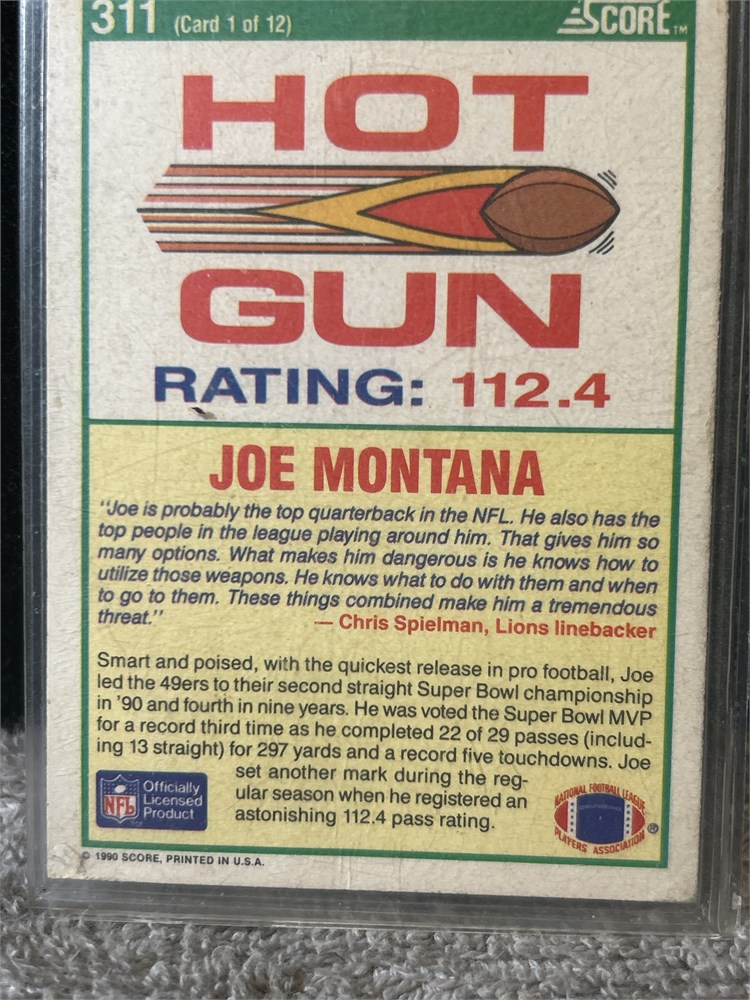 311 (Card 1 of 12)
SCORE™
HOT
GUN
RATING: 112.4
JOE MONTANA
"Joe is probably the top quarterback in the NFL. He also has the
top people in the league playing around him. That gives him so
many options. What makes him dangerous is he knows how to
utilize those weapons. He knows what to do with them and when
to go to them. These things combined make him a tremendous
threat."
— Chris Spielman, Lions linebacker
Smart and poised, with the quickest release in pro football, Joe
led the 49ers to their second straight Super Bowl championship
in '90 and fourth in nine years. He was voted the Super Bowl MVP
for a record third time as he completed 22 of 29 passes (includ-
ing 13 straight) for 297 yards and a record five touchdowns. Joe
set another mark during the reg-
ular season when he registered an
astonishing 112.4 pass rating.
NFL
Officially
Licensed
Product
NATIONAL FOOTBALL LEAGUE
PLAYERS ASSOCIATION
®
© 1990 SCORE, PRINTED IN U.S.A.